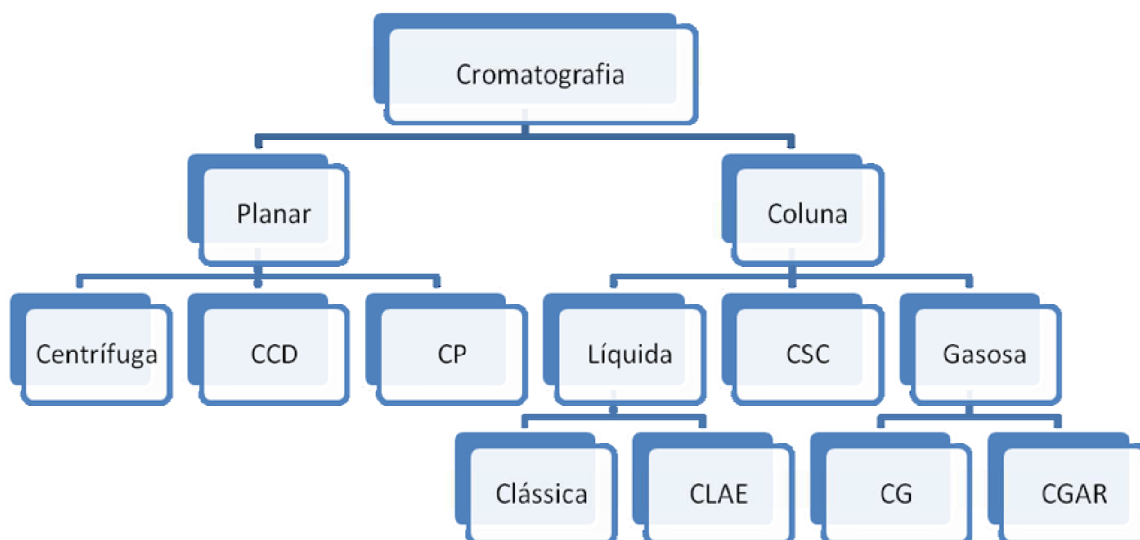 Cromatografia
Planar
Coluna
Centrífuga
CCD
CP
Líquida
CSC
Gasosa
Clássica
CLAE
CG
CGAR